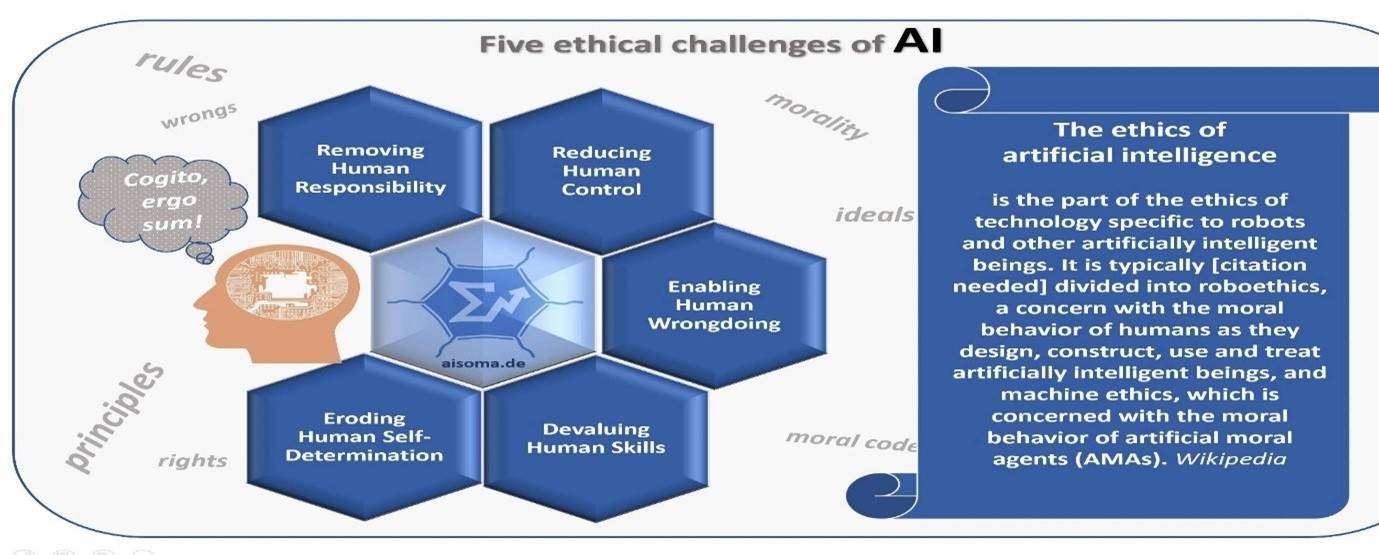 Five ethical challenges of AI
rules
wrongs
morality
ideals
Cogito,
ergo
sum!
Removing
Human
Responsibility
Reducing
Human
Control
Enabling
Human
Wrongdoing
aisoma.de
Eroding
Human Self-
Determination
Devaluing
Human Skills
principles
rights
moral code
The ethics of
artificial intelligence
is the part of the ethics of
technology specific to robots
and other artificially intelligent
beings. It is typically [citation
needed] divided into roboethics,
a concern with the moral
behavior of humans as they
design, construct, use and treat
artificially intelligent beings, and
machine ethics, which is
concerned with the moral
behavior of artificial moral
agents (AMAs). Wikipedia